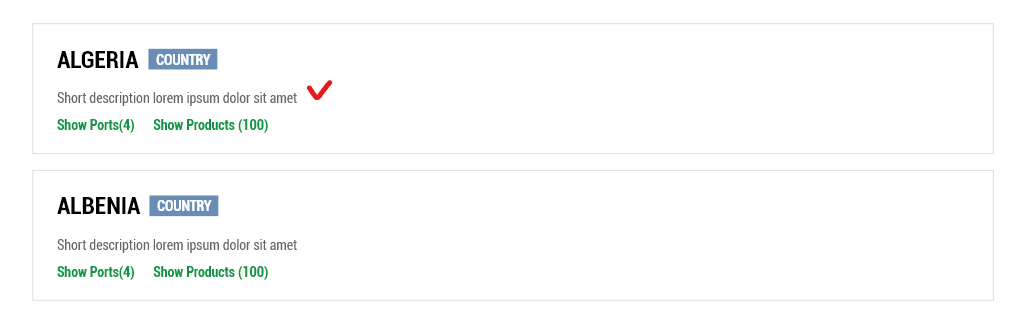 ALGERIA COUNTRY
Short description lorem ipsum dolor sit amet
Show Ports(4) Show Products (100)
ALBENIA COUNTRY
Short description lorem ipsum dolor sit amet
Show Ports(4) Show Products (100)